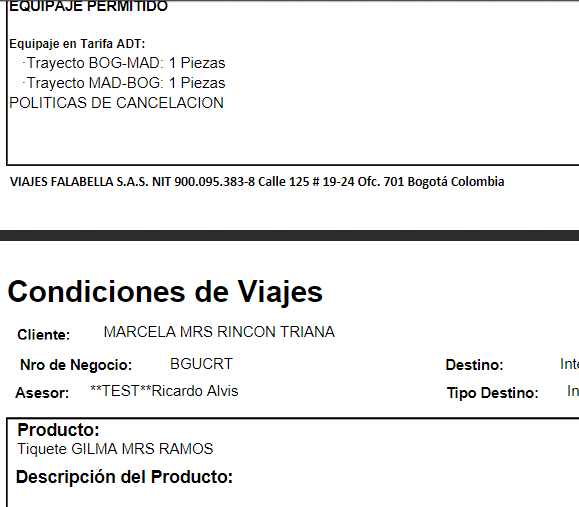 EQUIPAJE PERMITIDO
Equipaje en Tarifa ADT:
·Trayecto BOG-MAD: 1 Piezas
·Trayecto MAD-BOG: 1 Piezas
POLITICAS DE CANCELACION
VIAJES FALABELLA S.A.S. NIT 900.095.383-8 Calle 125 # 19-24 Ofc. 701 Bogotá Colombia
Condiciones de Viajes
Cliente: MARCELA MRS RINCON TRIANA
Nro de Negocio: BGUCRT Destino: Inte
Asesor: **TEST**Ricardo Alvis Tipo Destino: In
Producto:
Tiquete GILMA MRS RAMOS
Descripción del Producto: